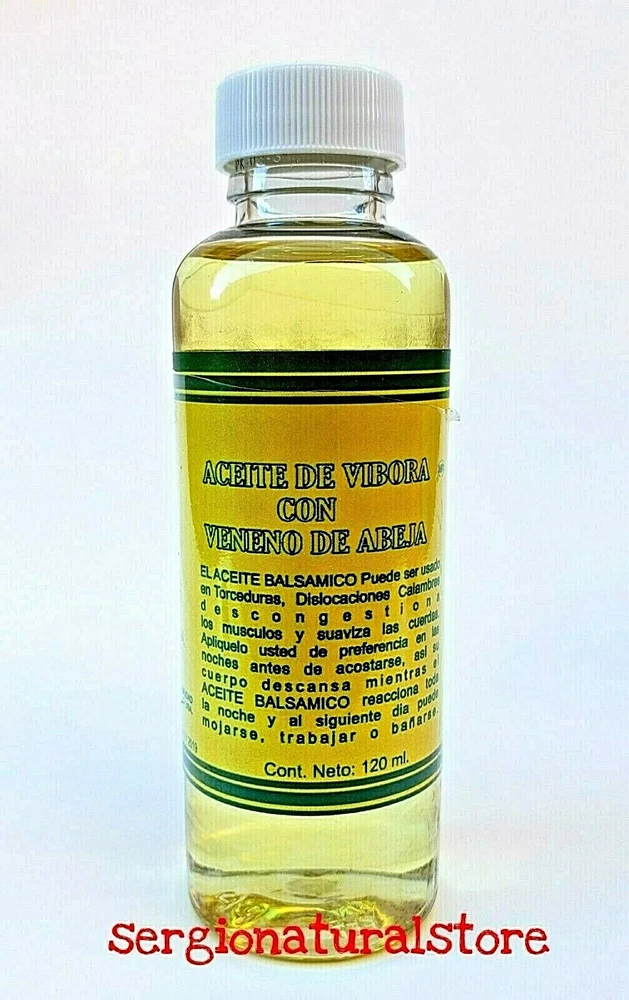 ACEITE DE VIBORA
CON
VENENO DE ABEJA
EL ACEITE BALSAMICO Puede ser usado
en Torceduras, Dislocaciones Calambres
descongestiona
los musculos y suaviza las cuerdas.
Apliquelo usted de preferencia en las
noches antes de acostarse, asi su
cuerpo descansa mientras el
ACEITE BALSAMICO reacciona toda
la noche y al siguiente dia puede
mojarse, trabajar o bañarse.
2019
Cont. Neto: 120 ml.
sergionaturalstore